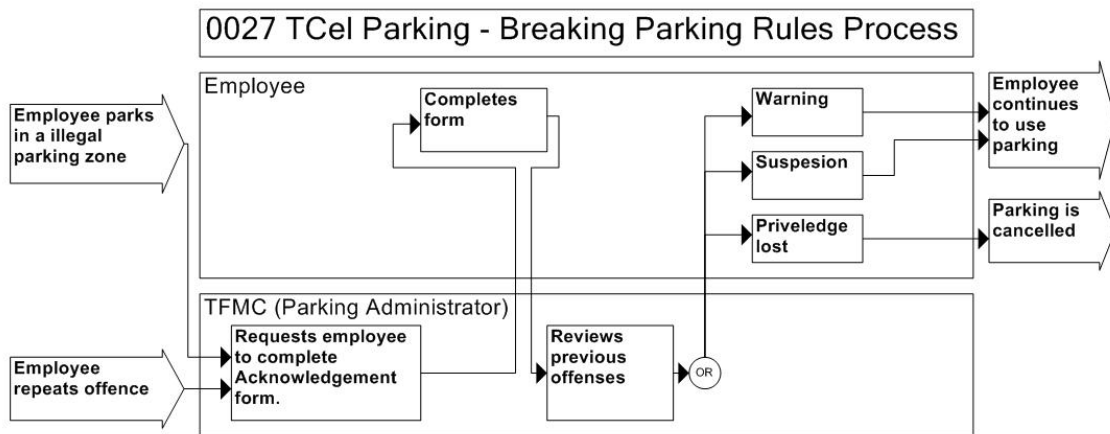 0027 TCel Parking - Breaking Parking Rules Process
Employee
Employee parks
in a illegal
parking zone
Completes
form
Warning
Suspesion
Priveledge
lost
Employee
continues
to use
parking
Parking is
cancelled
TFMC (Parking Administrator)
Employee
repeats offence
Requests employee
to complete
Acknowledgement
form.
Reviews
previous
offenses
OR